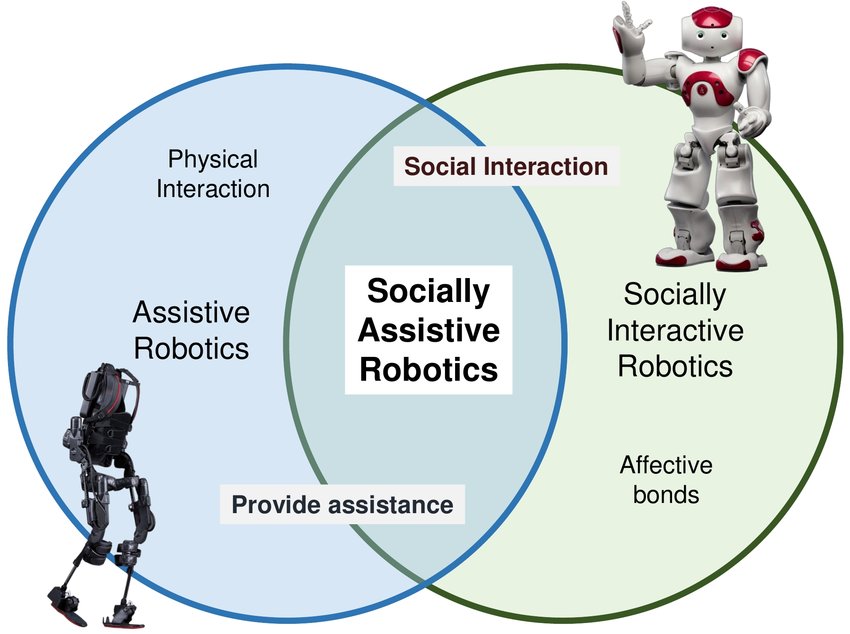 Physical
Interaction
Social Interaction
Assistive
Robotics
Socially
Assistive
Robotics
Socially
Interactive
Robotics
Affective
bonds
Provide assistance